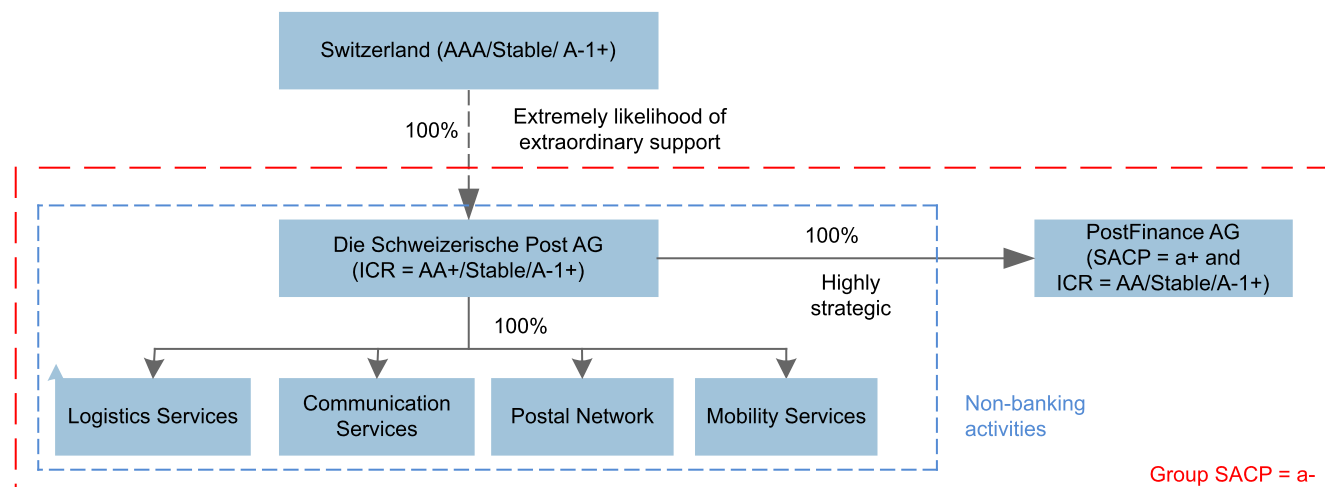 Switzerland (AAA/Stable/ A-1+)
100%
Extremely likelihood of
extraordinary support
Die Schweizerische Post AG
(ICR = AA+/Stable/A-1+)
100%
Highly
strategic
PostFinance AG
(SACP = a+ and
ICR = AA/Stable/A-1+)
100%
Logistics Services
Communication
Services
Postal Network
Mobility Services
Non-banking
activities
Group SACP = a-